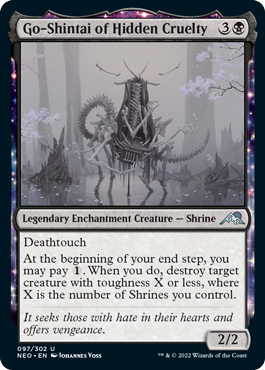 Go-Shintai of Hidden Cruelty 3
Legendary Enchantment Creature — Shrine
Deathtouch
At the beginning of your end step, you
may pay 1. When you do, destroy target
creature with toughness X or less, where
X is the number of Shrines you control.
It seeks those with hate in their hearts and
offers vengeance.
2/2
097/302 U
NEO • EN Johannes Voss
™ & © 2022 Wizards of the Coast